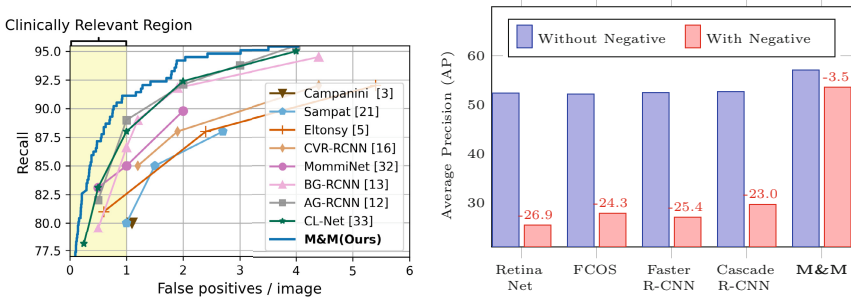 Clinically Relevant Region
95.0
92.5
90.0
87.5
85.0
82.5
80.0
77.5
Recall
0
1
2
3
4
5
6
False positives / image
Campanini [3]
Sampat [21]
Eltonsy [5]
CVR-RCNN [16]
MommiNet [32]
BG-RCNN [13]
AG-RCNN [12]
CL-Net [33]
M&M(Ours)
Average Precision (AP)
60
50
40
30
Without Negative
With Negative
-26.9
-24.3
-25.4
-23.0
-3.5
Retina
Net
FCOS
Faster
R-CNN
Cascade
R-CNN
M&M